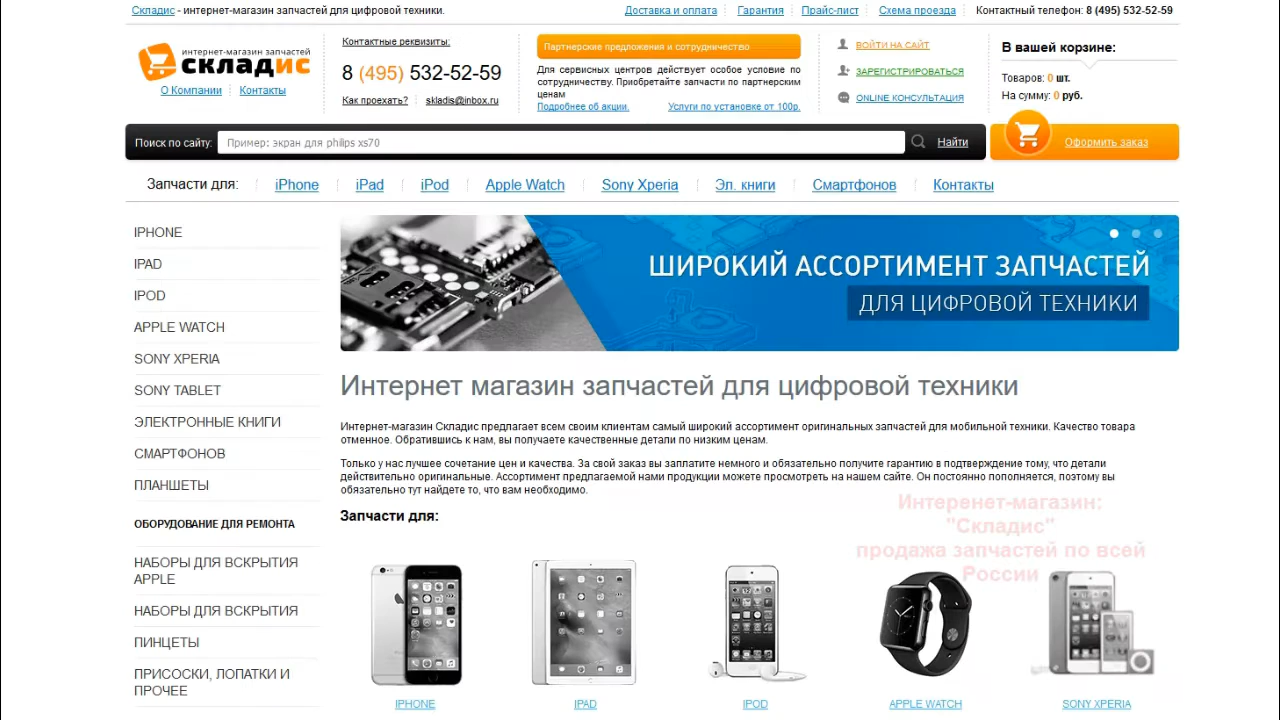 Складис - интернет-магазин запчастей для цифровой техники.
Доставка и оплата
Гарантия
Прайс-лист
Схема проезда
Контактный телефон: 8 (495) 532-52-59
интернет-магазин запчастей
складис
О Компании
Контакты
Контактные реквизиты:
8 (495) 532-52-59
Как проехать?
skladis@inbox.ru
Партнерские предложения и сотрудничество
Для сервисных центров действует особое условие по
сотрудничеству. Приобретайте запчасти по партнерским
ценам
Подробнее об акции.
Услуги по установке от 100р.
ВОЙТИ НА САЙТ
ЗАРЕГИСТРИРОВАТЬСЯ
ONLINE КОНСУЛЬТАЦИЯ
В вашей корзине:
Товаров: 0 шт.
На сумму: 0 руб.
Поиск по сайту:
Пример: экран для philips xs70
Найти
Оформить заказ
Запчасти для:
iPhone
iPad
iPod
Apple Watch
Sony Xperia
Эл. книги
Смартфонов
Контакты
IPHONE
IPAD
IPOD
APPLE WATCH
SONY XPERIA
SONY TABLET
ЭЛЕКТРОННЫЕ КНИГИ
СМАРТФОНОВ
ПЛАНШЕТЫ
ОБОРУДОВАНИЕ ДЛЯ РЕМОНТА
НАБОРЫ ДЛЯ ВСКРЫТИЯ
APPLE
НАБОРЫ ДЛЯ ВСКРЫТИЯ
ПИНЦЕТЫ
ПРИСОСКИ, ЛОПАТКИ И
ПРОЧЕЕ
ШИРОКИЙ АССОРТИМЕНТ ЗАПЧАСТЕЙ
ДЛЯ ЦИФРОВОЙ ТЕХНИКИ
Интернет магазин запчастей для цифровой техники
Интернет-магазин Складис предлагает всем своим клиентам самый широкий ассортимент оригинальных запчастей для мобильной техники. Качество товара
отменное. Обратившись к нам, вы получаете качественные детали по низким ценам.
Только у нас лучшее сочетание цен и качества. За свой заказ вы заплатите немного и обязательно получите гарантию в подтверждение тому, что детали
действительно оригинальные. Ассортимент предлагаемой нами продукции можете просмотреть на нашем сайте. Он постоянно пополняется, поэтому вы
обязательно тут найдете то, что вам необходимо.
Запчасти для:
Интеренет-магазин:
"Складис"
продажа запчастей по всей
России
IPHONE
IPAD
IPOD
APPLE WATCH
SONY XPERIA